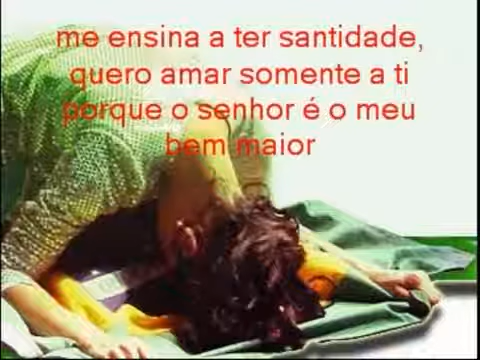 me ensina a ter santidade,
quero amar somente a ti
porque o senhor é o meu
bem maior